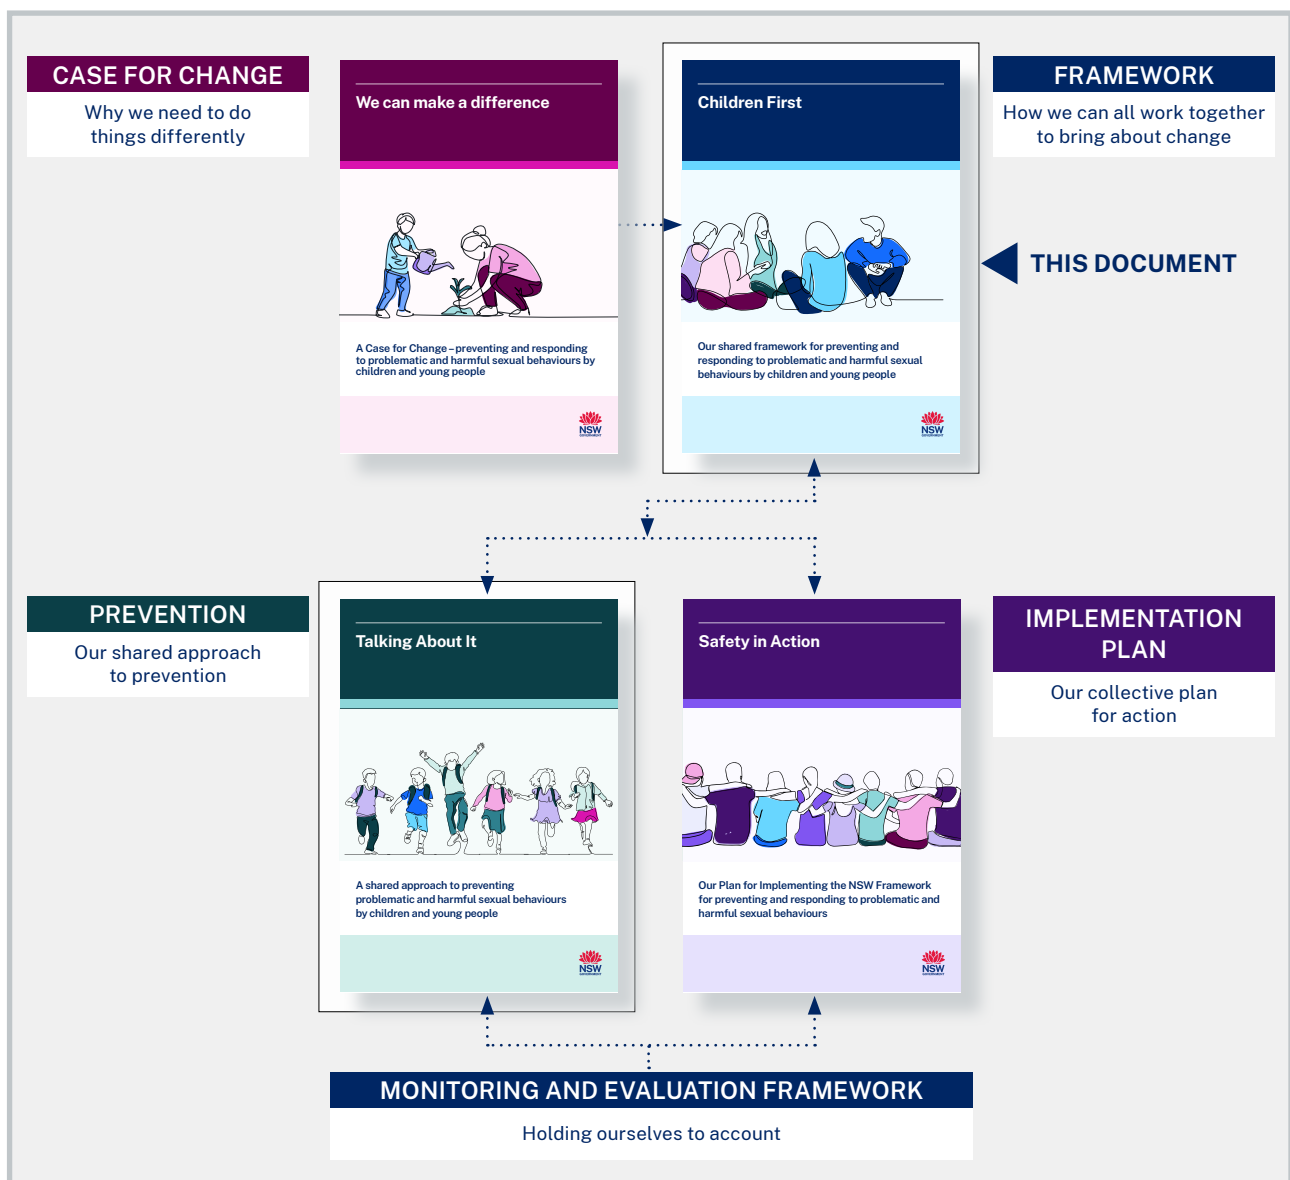 CASE FOR CHANGE
Why we need to do
things differently
We can make a difference
A Case for Change – preventing and responding
to problematic and harmful sexual behaviours by
children and young people
NSW
GOVERNMENT
Children First
Our shared framework for preventing and
responding to problematic and harmful sexual
behaviours by children and young people
NSW
GOVERNMENT
FRAMEWORK
How we can all work together
to bring about change
THIS DOCUMENT
PREVENTION
Our shared approach
to prevention
Talking About It
A shared approach to preventing
problematic and harmful sexual behaviours
by children and young people
NSW
GOVERNMENT
Safety in Action
Our Plan for Implementing the NSW Framework
for preventing and responding to problematic and
harmful sexual behaviours
NSW
GOVERNMENT
IMPLEMENTATION
PLAN
Our collective plan
for action
MONITORING AND EVALUATION FRAMEWORK
Holding ourselves to account